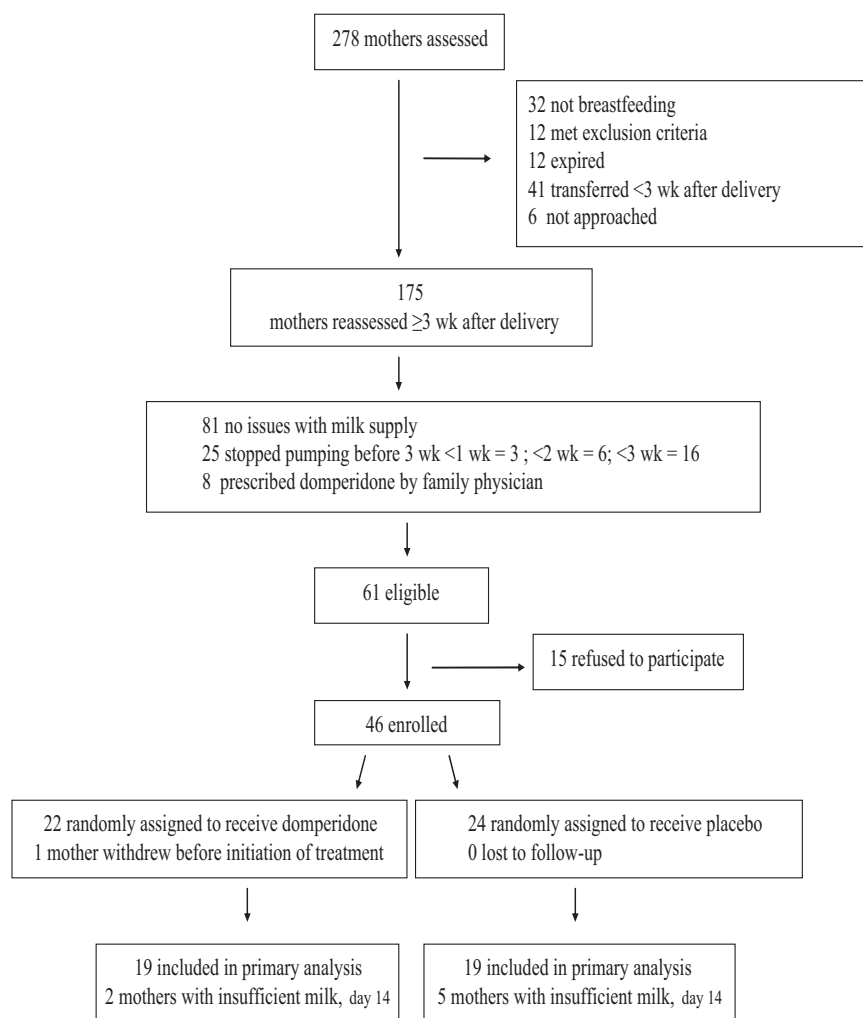 278 mothers assessed
32 not breastfeeding
12 met exclusion criteria
12 expired
41 transferred <3 wk after delivery
6 not approached
175
mothers reassessed ≥3 wk after delivery
81 no issues with milk supply
25 stopped pumping before 3 wk <1 wk = 3 ; <2 wk = 6; <3 wk = 16
8 prescribed domperidone by family physician
61 eligible
15 refused to participate
46 enrolled
22 randomly assigned to receive domperidone
1 mother withdrew before initiation of treatment
24 randomly assigned to receive placebo
0 lost to follow-up
19 included in primary analysis
2 mothers with insufficient milk, day 14
19 included in primary analysis
5 mothers with insufficient milk, day 14